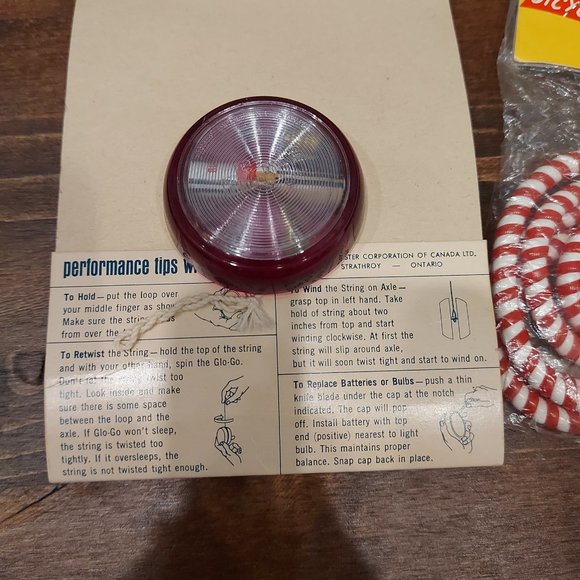 performance tips
STER CORPORATION OF CANADA LTD.
STRATHROY — ONTARIO
To Hold — put the loop over
your middle finger as
Make sure the
from over the
To Retwist the String — hold the top of the string
and with your other hand, spin the Glo-Go.
Don't let the twist too
tight. Look inside and make
sure there is some space
between the loop and the
axle. If Glo-Go won't sleep,
the string is twisted too
tightly. If it oversleeps, the
string is not twisted tight enough.
To Wind the String on Axle —
grasp top in left hand. Take
hold of string about two
inches from top and start
winding clockwise. At first the
string will slip around axle,
but it will soon twist tight and start to wind on.
To Replace Batteries or Bulbs — push a thin
knife blade under the cap at the notch
indicated. The cap will pop
off. Install battery with top
end (positive) nearest to light
bulb. This maintains proper
balance. Snap cap back in place.